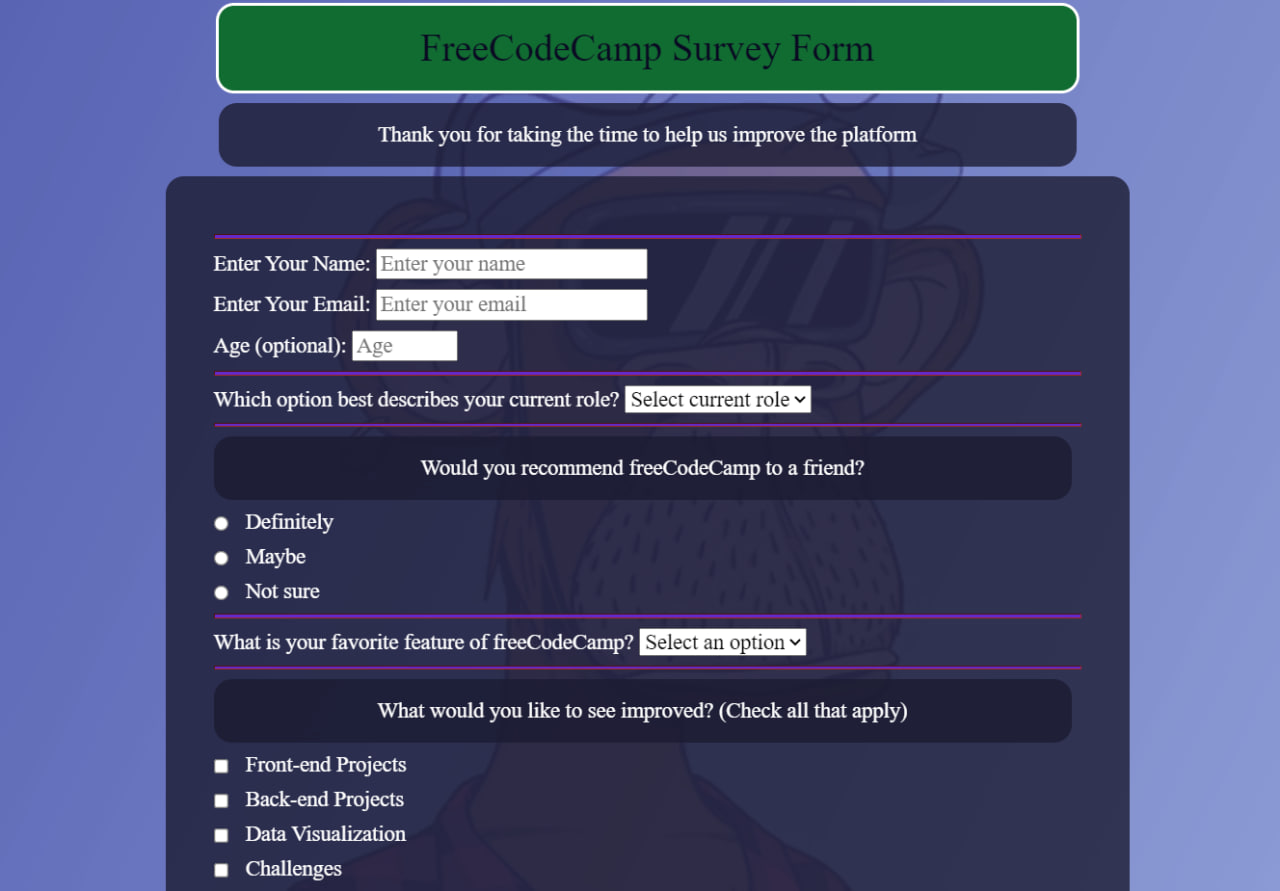 FreeCodeCamp Survey Form
Thank you for taking the time to help us improve the platform
Enter Your Name: Enter your name
Enter Your Email: Enter your email
Age (optional): Age
Which option best describes your current role? Select current role
Would you recommend freeCodeCamp to a friend?
Definitely
Maybe
Not sure
What is your favorite feature of freeCodeCamp? Select an option
What would you like to see improved? (Check all that apply)
Front-end Projects
Back-end Projects
Data Visualization
Challenges